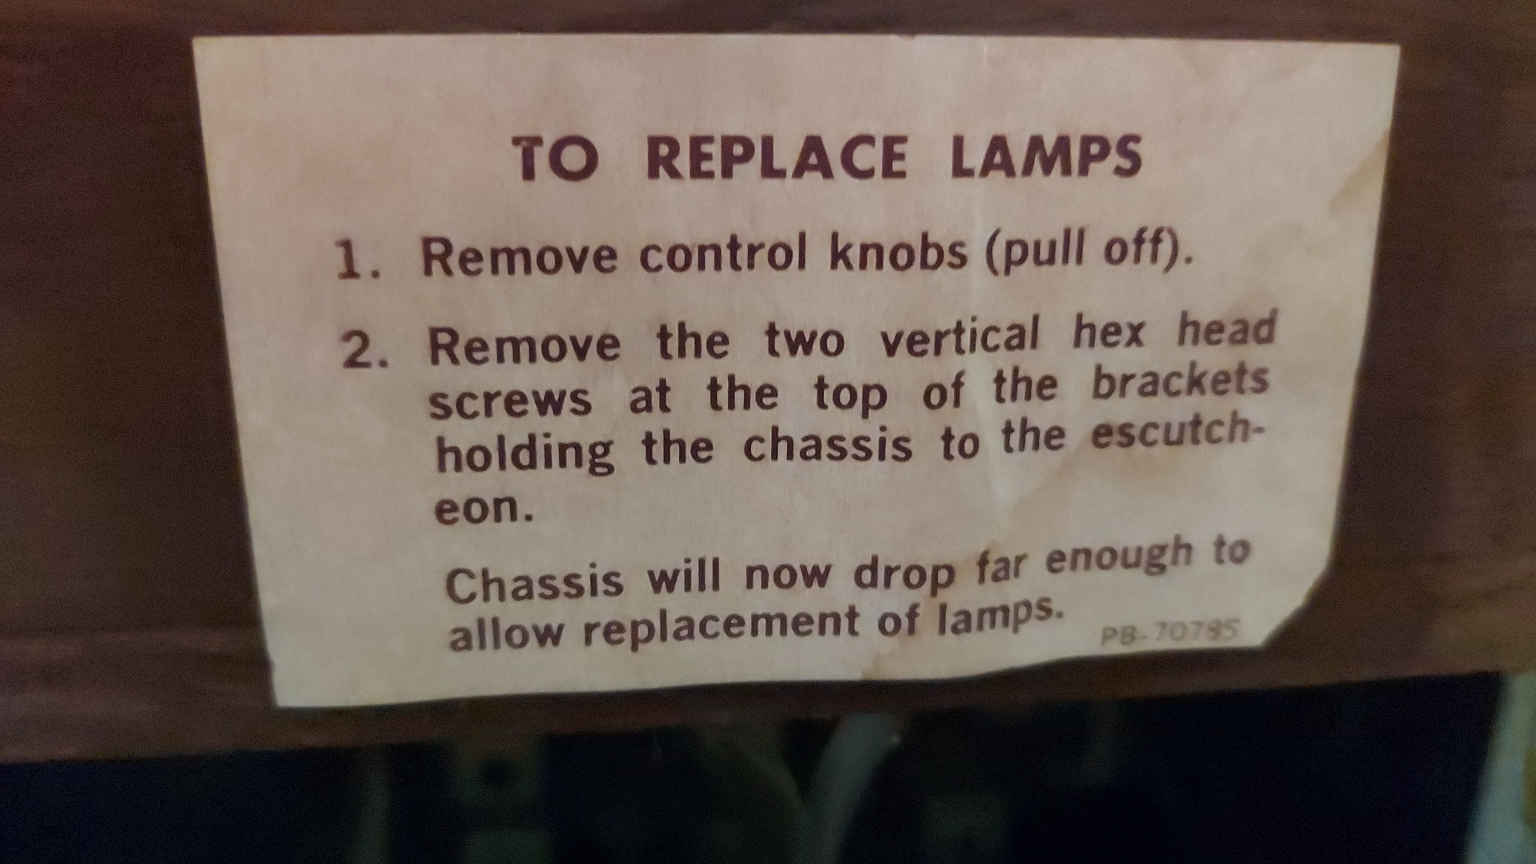 TO REPLACE LAMPS
1. Remove control knobs (pull off).
2. Remove the two vertical hex head
screws at the top of the brackets
holding the chassis to the escutch-
eon.
Chassis will now drop far enough to
allow replacement of lamps.
PB-70785